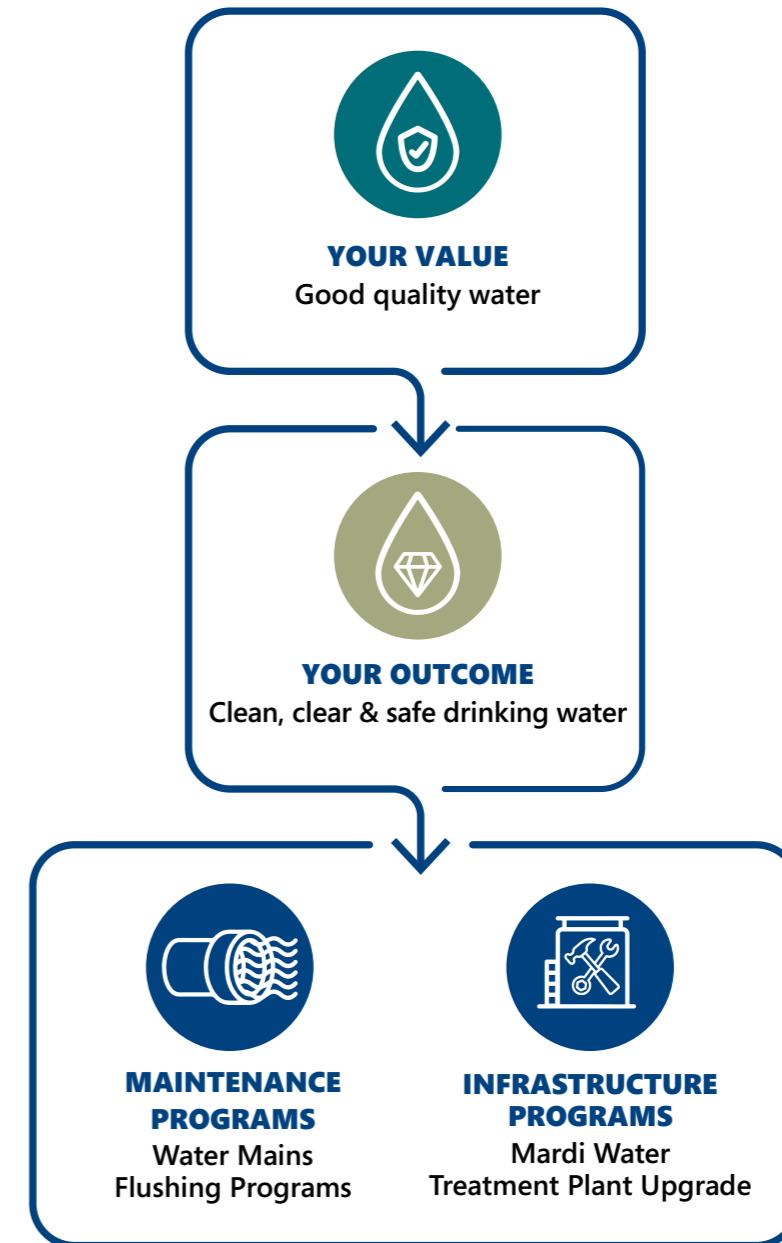 YOUR VALUE
Good quality water
YOUR OUTCOME
Clean, clear & safe drinking water
MAINTENANCE
PROGRAMS
Water Mains
Flushing Programs
INFRASTRUCTURE
PROGRAMS
Mardi Water
Treatment Plant Upgrade